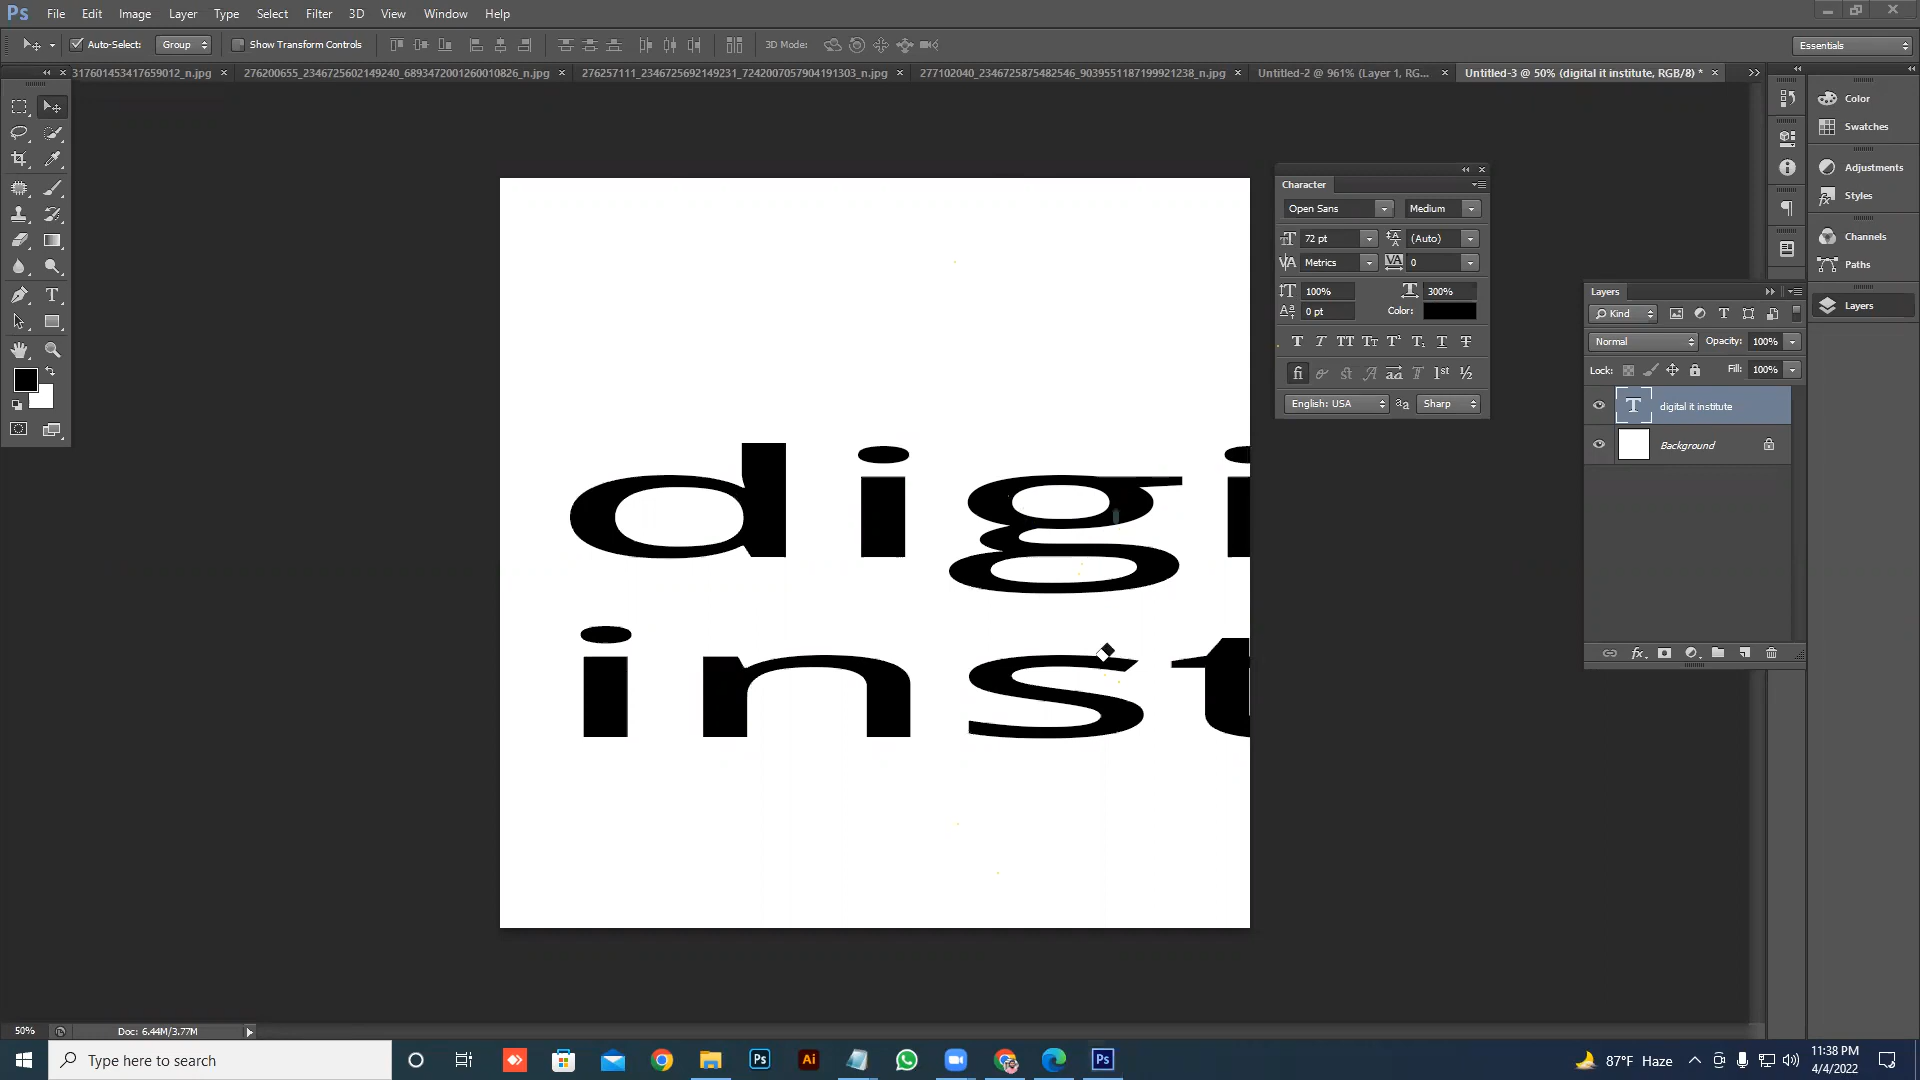 Ps File Edit Image Layer Type Select Filter 3D View Window Help
Auto-Select: Group Show Transform Controls 3D Mode: Essentials
317601453417659012_n.jpg × 276200655_2346725602149240_6893472001260010826_n.jpg × 276257111_2346725692149231_7242007057904191303_n.jpg × 277102040_2346725875482546_9039551187199921238_n.jpg × Untitled-2 @ 961% (Layer 1, RG... × Untitled-3 @ 50% (digital it institute, RGB/8) * ×
Color
Swatches
Adjustments
Styles
Channels
Paths
Layers
Character
Open Sans Medium
72 pt (Auto)
Metrics 0
100% 300%
0 pt Color:
English: USA Sharp
Layers
Kind
Normal Opacity: 100%
Lock: Fill: 100%
digital it institute
Background
digi
inst
50% Doc: 6.44M/3.77M
Type here to search
Ps Ai Ps
87°F Haze
11:38 PM
4/4/2022